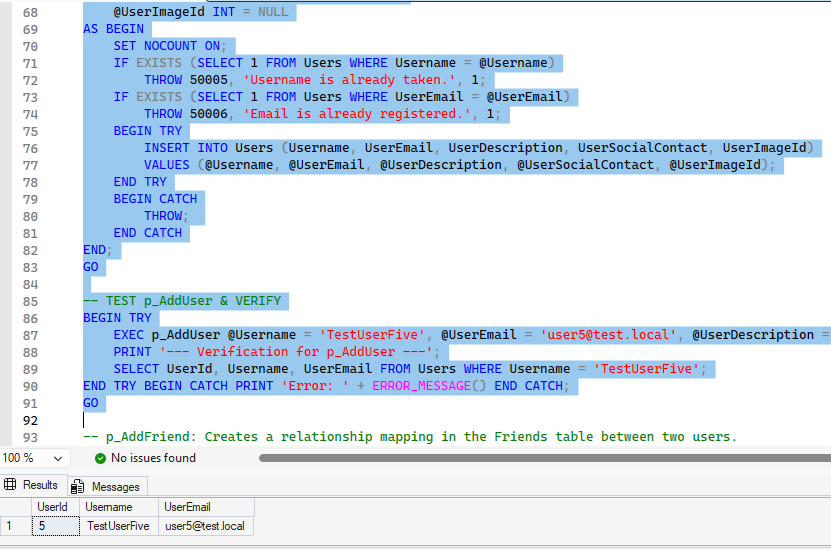 68 @UserImageId INT = NULL
69 AS BEGIN
70 SET NOCOUNT ON;
71 IF EXISTS (SELECT 1 FROM Users WHERE Username = @Username)
72 THROW 50005, 'Username is already taken.', 1;
73 IF EXISTS (SELECT 1 FROM Users WHERE UserEmail = @UserEmail)
74 THROW 50006, 'Email is already registered.', 1;
75 BEGIN TRY
76 INSERT INTO Users (Username, UserEmail, UserDescription, UserSocialContact, UserImageId)
77 VALUES (@Username, @UserEmail, @UserDescription, @UserSocialContact, @UserImageId);
78 END TRY
79 BEGIN CATCH
80 THROW;
81 END CATCH
82 END;
83 GO
84
85 -- TEST p_AddUser & VERIFY
86 BEGIN TRY
87 EXEC p_AddUser @Username = 'TestUserFive', @UserEmail = 'user5@test.local', @UserDescription =
88 PRINT '--- Verification for p_AddUser ---';
89 SELECT UserId, Username, UserEmail FROM Users WHERE Username = 'TestUserFive';
90 END TRY BEGIN CATCH PRINT 'Error: ' + ERROR_MESSAGE() END CATCH;
91 GO
92
93 -- p_AddFriend: Creates a relationship mapping in the Friends table between two users.
100 % No issues found
Results Messages
UserId Username UserEmail
1 5 TestUserFive user5@test.local